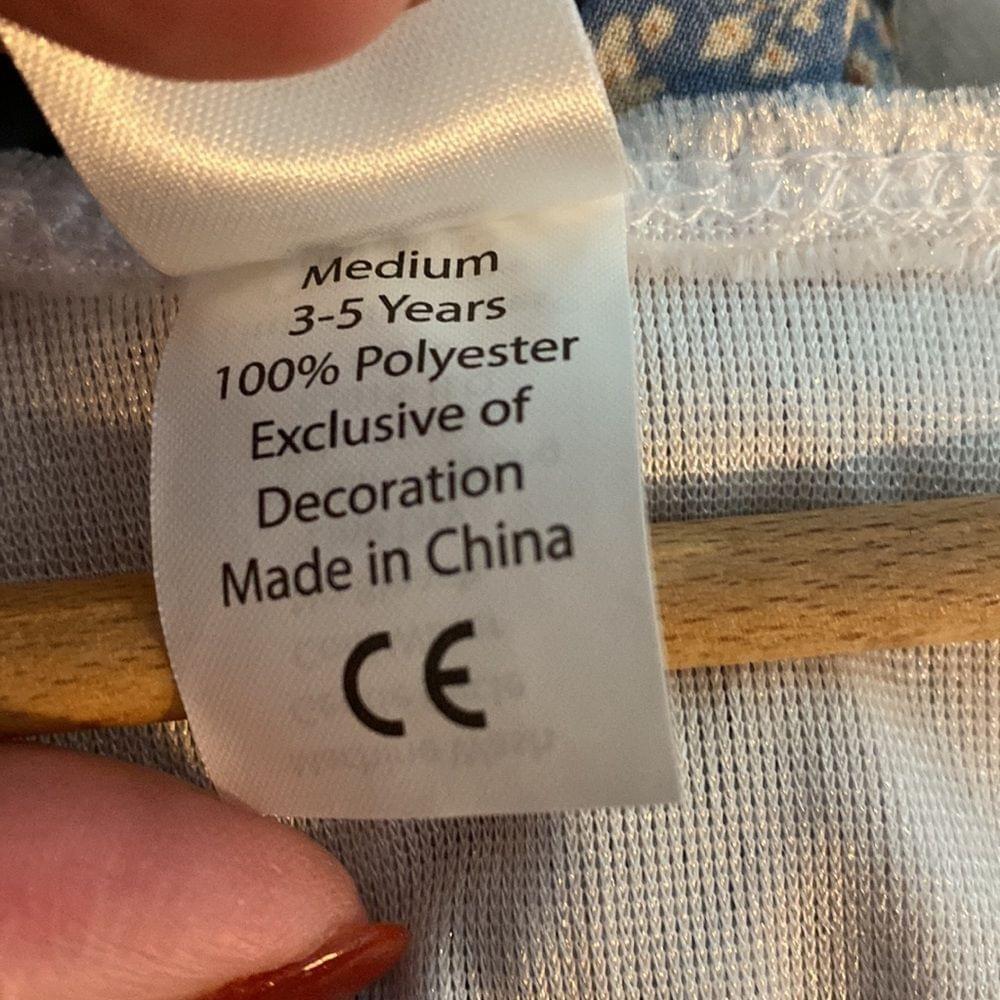 Medium
3-5 Years
100% Polyester
Exclusive of
Decoration
Made in China
CE